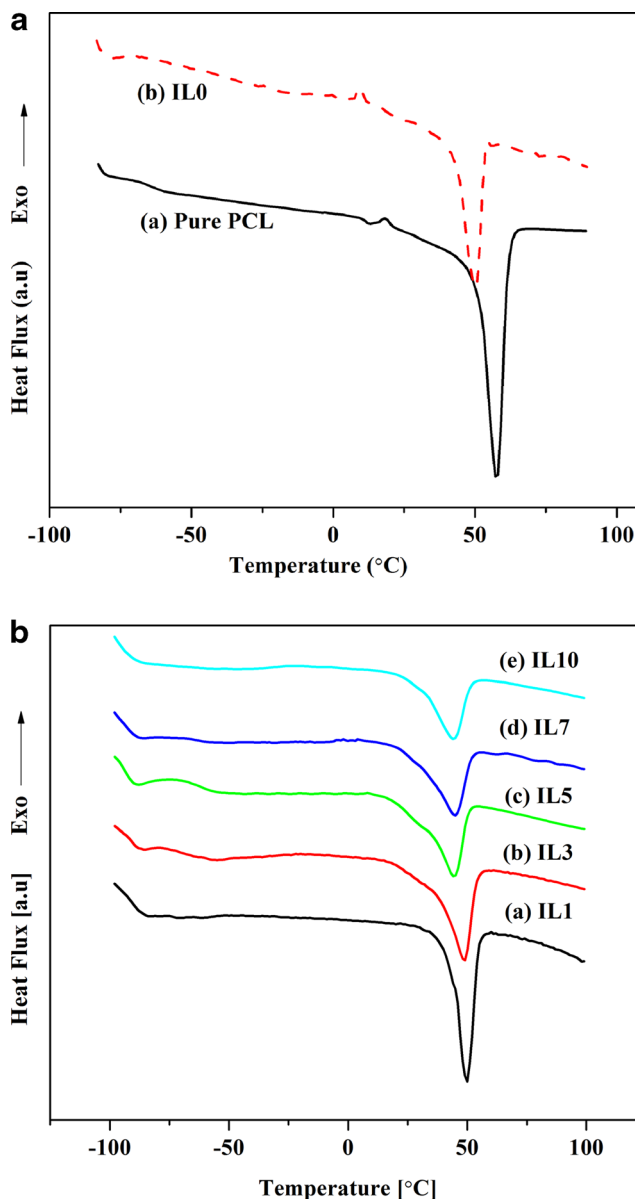 a
(b) IL0
(a) Pure PCL
Heat Flux (a.u) Exo
-100 -50 0 50 100
Temperature (°C)
b
(e) IL10
(d) IL7
(c) IL5
(b) IL3
(a) IL1
Heat Flux [a.u] Exo
-100 -50 0 50 100
Temperature [°C]